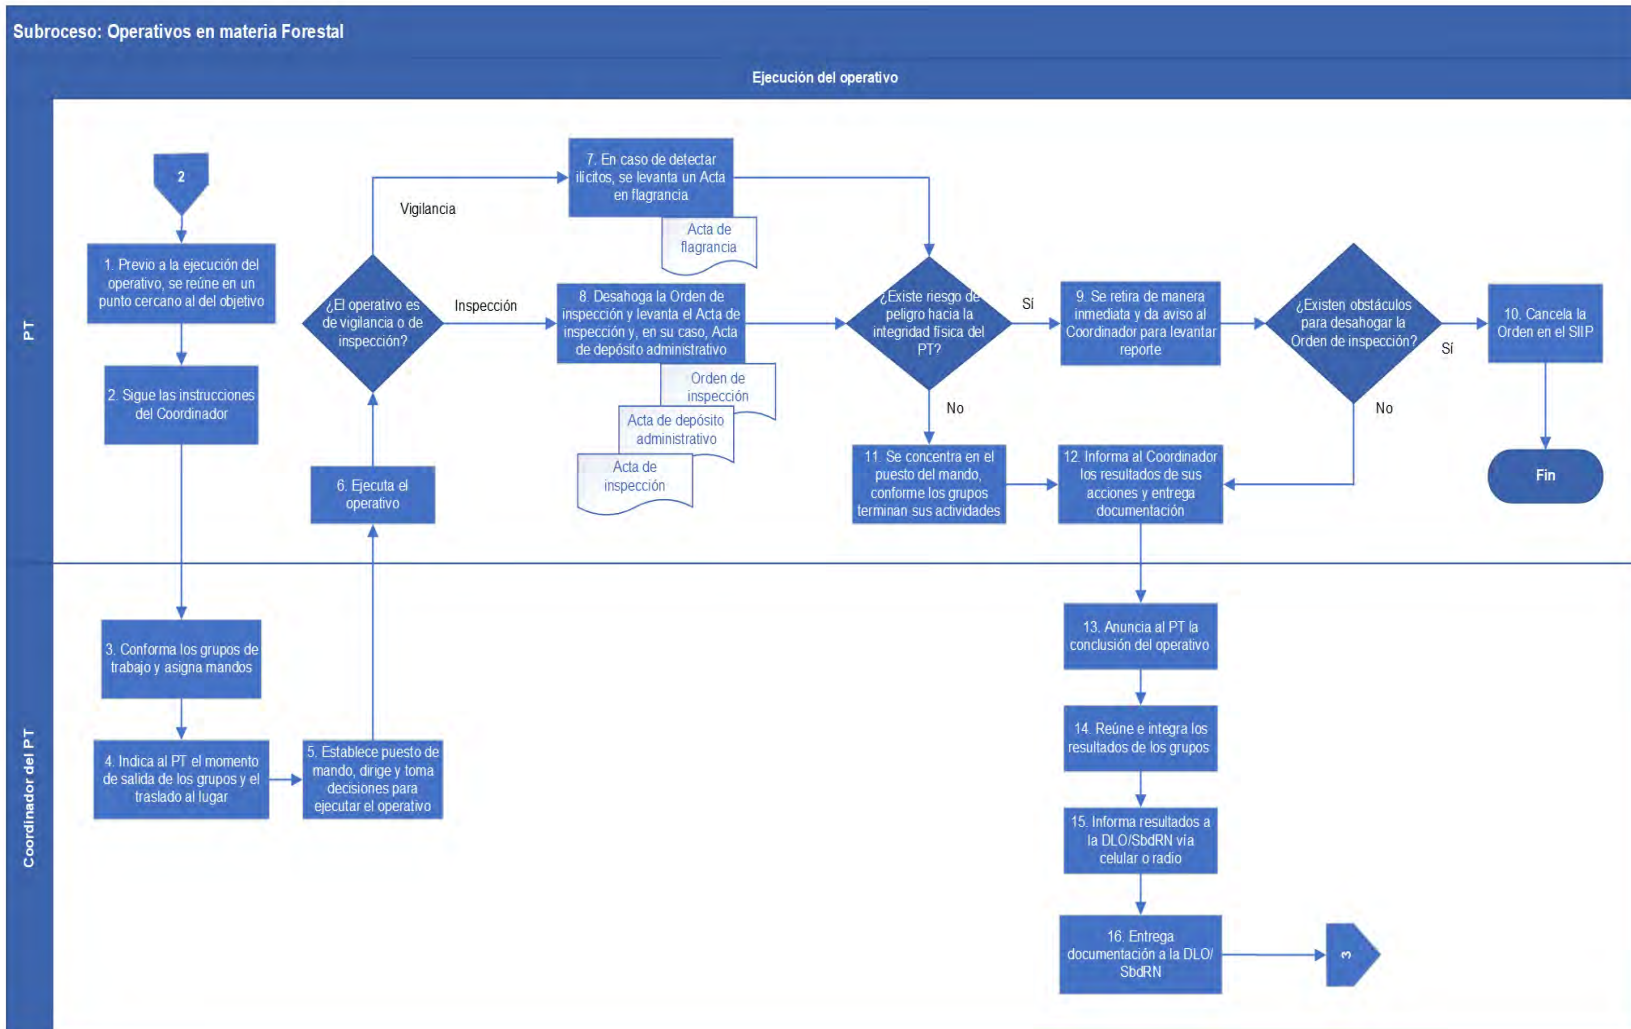 Subroceso: Operativos en materia Forestal
Ejecución del operativo
PT
2
1. Previo a la ejecución del
operativo, se reúne en un
punto cercano al del objetivo
2. Sigue las instrucciones
del Coordinador
¿El operativo es
de vigilancia o de
inspección?
Vigilancia
Inspección
6. Ejecuta el
operativo
7. En caso de detectar
ilícitos, se levanta un Acta
en flagrancia
Acta de
flagrancia
8. Desahoga la Orden de
inspección y levanta el Acta de
inspección y, en su caso, Acta
de depósito administrativo
Orden de
inspección
Acta de depósito
administrativo
Acta de
inspección
¿Existe riesgo de
peligro hacia la
integridad física del
PT?
Sí
No
9. Se retira de manera
inmediata y da aviso al
Coordinador para levantar
reporte
¿Existen obstáculos
para desahogar la
Orden de inspección?
Sí
No
10. Cancela la
Orden en el SIIP
Fin
11. Se concentra en el
puesto del mando,
conforme los grupos
terminan sus actividades
12. Informa al Coordinador
los resultados de sus
acciones y entrega
documentación
Coordinador del PT
3. Conforma los grupos de
trabajo y asigna mandos
4. Indica al PT el momento
de salida de los grupos y el
traslado al lugar
5. Establece puesto de
mando, dirige y toma
decisiones para
ejecutar el operativo
13. Anuncia al PT la
conclusión del operativo
14. Reúne e integra los
resultados de los grupos
15. Informa resultados a
la DLO/SbdRN vía
celular o radio
16. Entrega
documentación a la DLO/
SbdRN
3